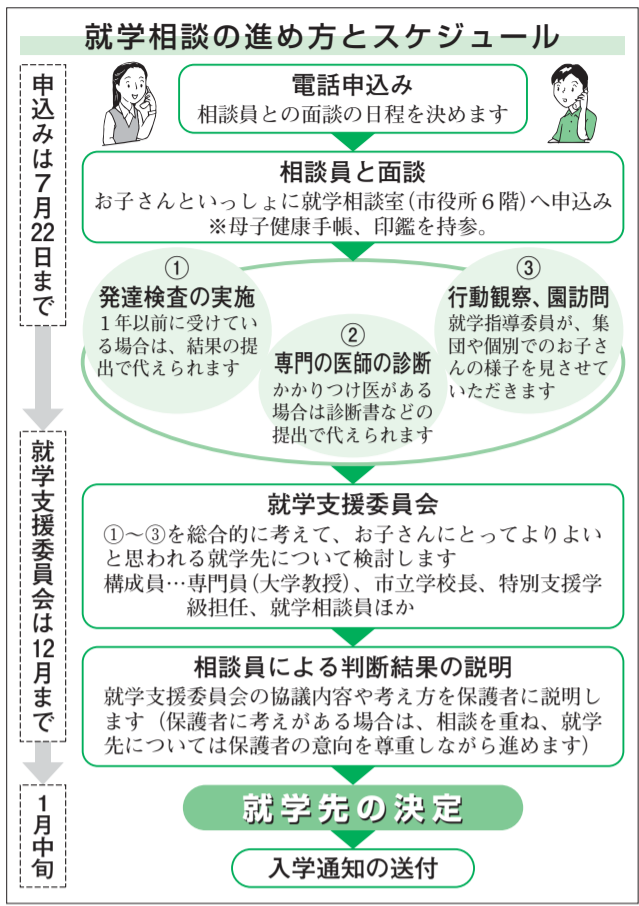 就学相談の進め方とスケジュール
申込みは7月22日まで
電話申込み
相談員との面談の日程を決めます
相談員と面談
お子さんといっしょに就学相談室(市役所6階)へ申込み
※母子健康手帳、印鑑を持参。
①
発達検査の実施
1年以前に受けてい
る場合は、結果の提
出で代えられます
②
専門の医師の診断
かかりつけ医がある
場合は診断書などの
提出で代えられます
③
行動観察、園訪問
就学指導委員が、集
団や個別でのお子さ
んの様子を見させて
いただきます
就学支援委員会は12月まで
就学支援委員会
①~③を総合的に考えて、お子さんにとってよりよい
と思われる就学先について検討します
構成員…専門員(大学教授)、市立学校長、特別支援学
級担任、就学相談員ほか
相談員による判断結果の説明
就学支援委員会の協議内容や考え方を保護者に説明し
ます(保護者に考えがある場合は、相談を重ね、就学
先については保護者の意向を尊重しながら進めます)
1月中旬
就学先の決定
入学通知の送付